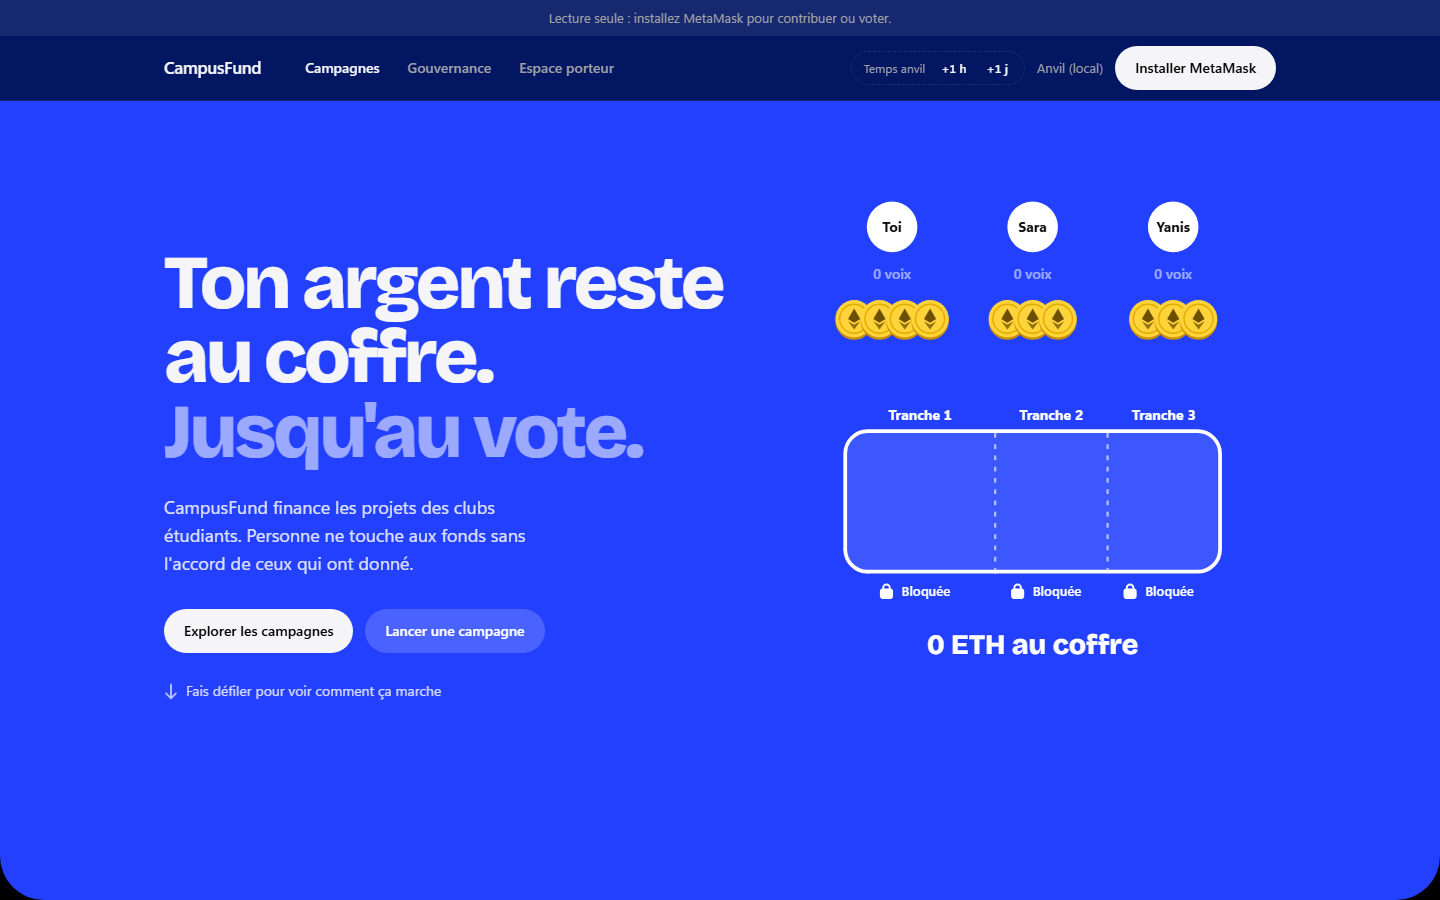 Lecture seule : installez MetaMask pour contribuer ou voter.
CampusFund
Campagnes
Gouvernance
Espace porteur
Temps anvil
+1 h
+1 j
Anvil (local)
Installer MetaMask
Ton argent reste
au coffre.
Jusqu'au vote.
CampusFund finance les projets des clubs
étudiants. Personne ne touche aux fonds sans
l'accord de ceux qui ont donné.
Explorer les campagnes
Lancer une campagne
Fais défiler pour voir comment ça marche
Toi
Sara
Yanis
0 voix
0 voix
0 voix
Tranche 1
Tranche 2
Tranche 3
Bloquée
Bloquée
Bloquée
0 ETH au coffre